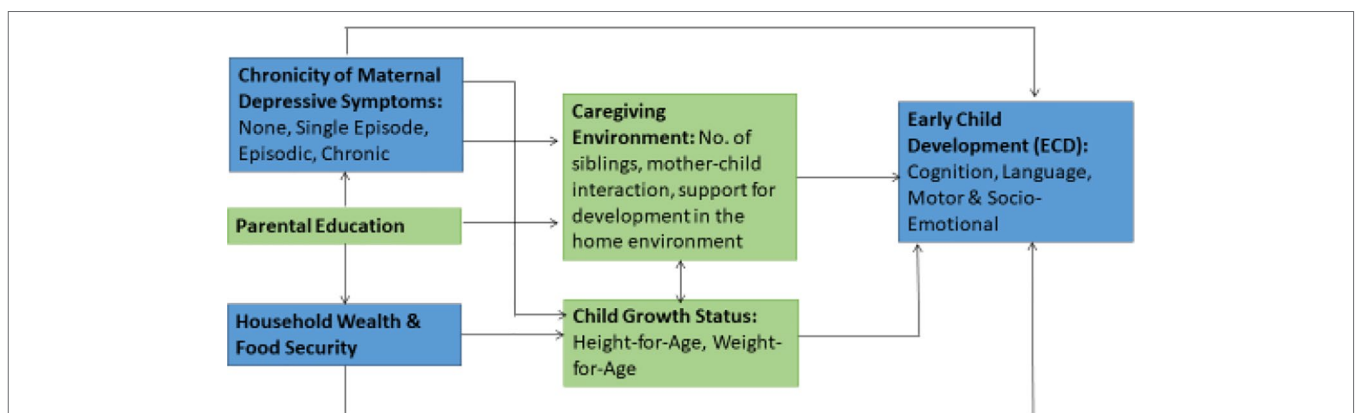 Chronicity of Maternal
Depressive Symptoms:
None, Single Episode,
Episodic, Chronic
Parental Education
Household Wealth &
Food Security
Caregiving
Environment: No. of
siblings, mother-child
interaction, support for
development in the
home environment
Child Growth Status:
Height-for-Age, Weight-
for-Age
Early Child
Development (ECD):
Cognition, Language,
Motor & Socio-
Emotional